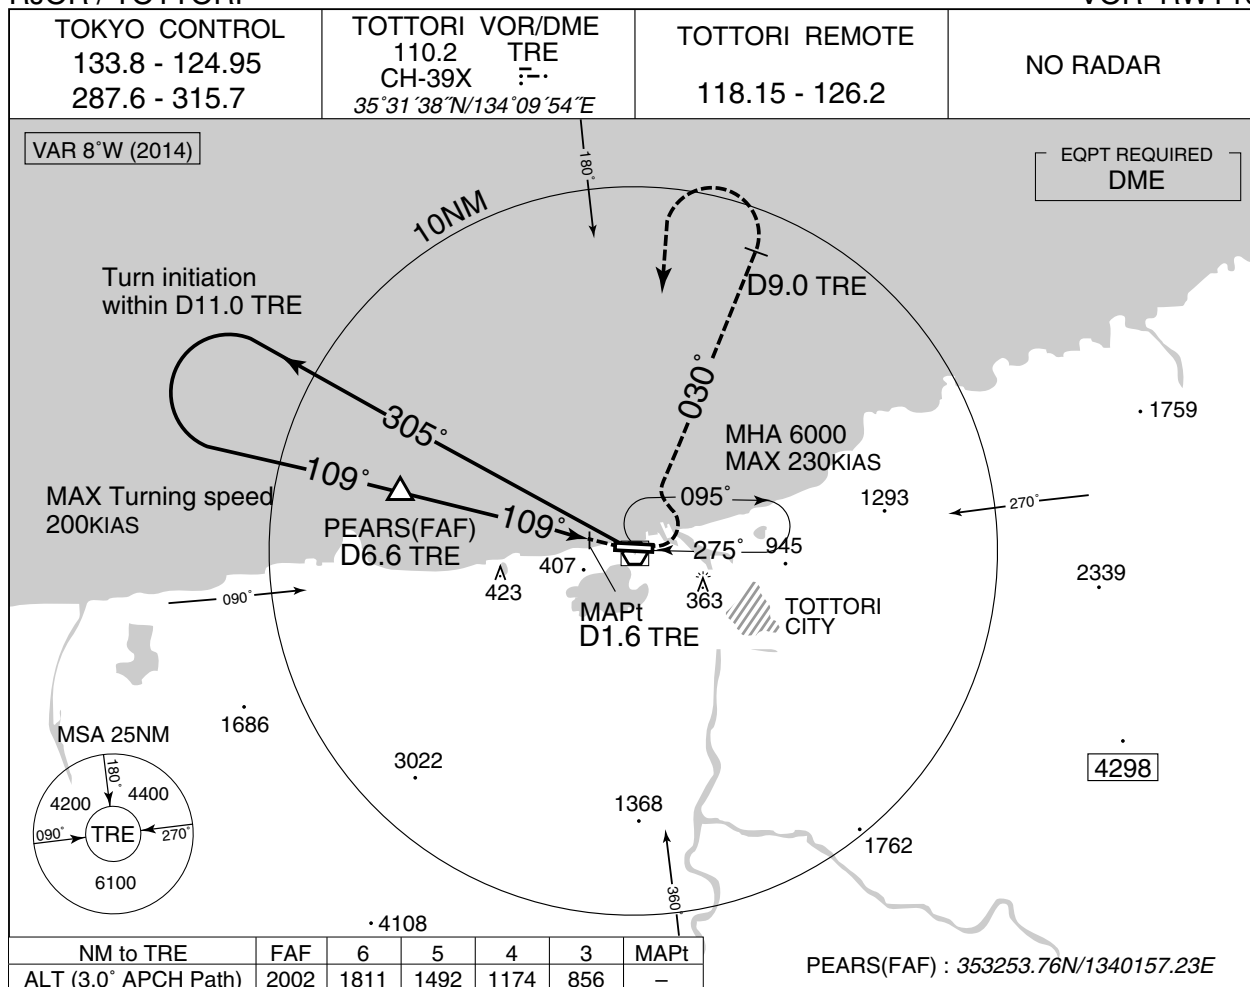 RJOR / TOTTORI
TOKYO CONTROL
133.8 - 124.95
287.6 - 315.7
TOTTORI VOR/DME
110.2 TRE
CH-39X
35˚31´38˝N/134˚09´54˝E
TOTTORI REMOTE
118.15 - 126.2
NO RADAR
VAR 8˚W (2014)
EQPT REQUIRED
DME
180˚
10NM
Turn initiation
within D11.0 TRE
D9.0 TRE
030˚
305˚
1759
MHA 6000
MAX 230KIAS
109˚
MAX Turning speed
200KIAS
095˚
1293
270˚
PEARS(FAF)
D6.6 TRE
109˚
275˚
945
407
423
363
2339
090˚
MAPt
D1.6 TRE
TOTTORI
CITY
1686
MSA 25NM
180˚
4200
4400
090˚
TRE
270˚
6100
3022
4298
1368
1762
360˚
4108
NM to TRE FAF 6 5 4 3 MAPt
ALT (3.0˚ APCH Path) 2002 1811 1492 1174 856 –
PEARS(FAF) : 353253.76N/1340157.23E